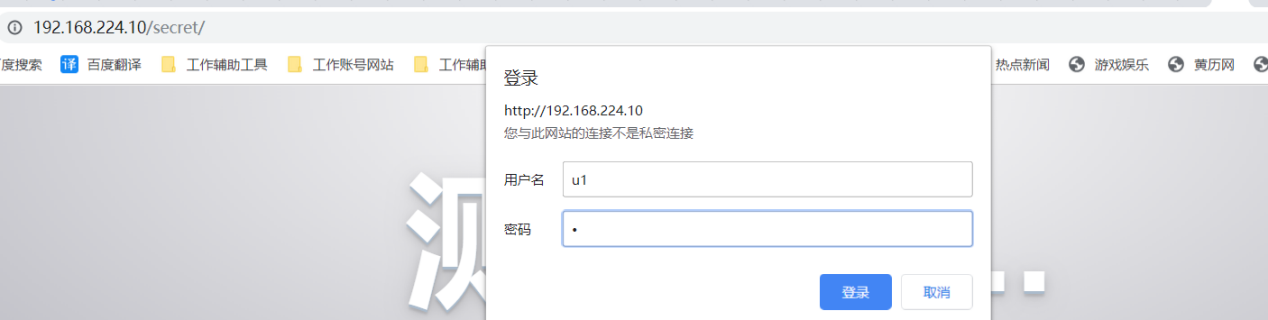 192.168.224.10/secret/
度搜索 译 百度翻译 工作辅助工具 工作账号网站 工作辅 热点新闻 游戏娱乐 黄历网
登录
http://192.168.224.10
您与此网站的连接不是私密连接
用户名 u1
密码 •
登录 取消
测 ..